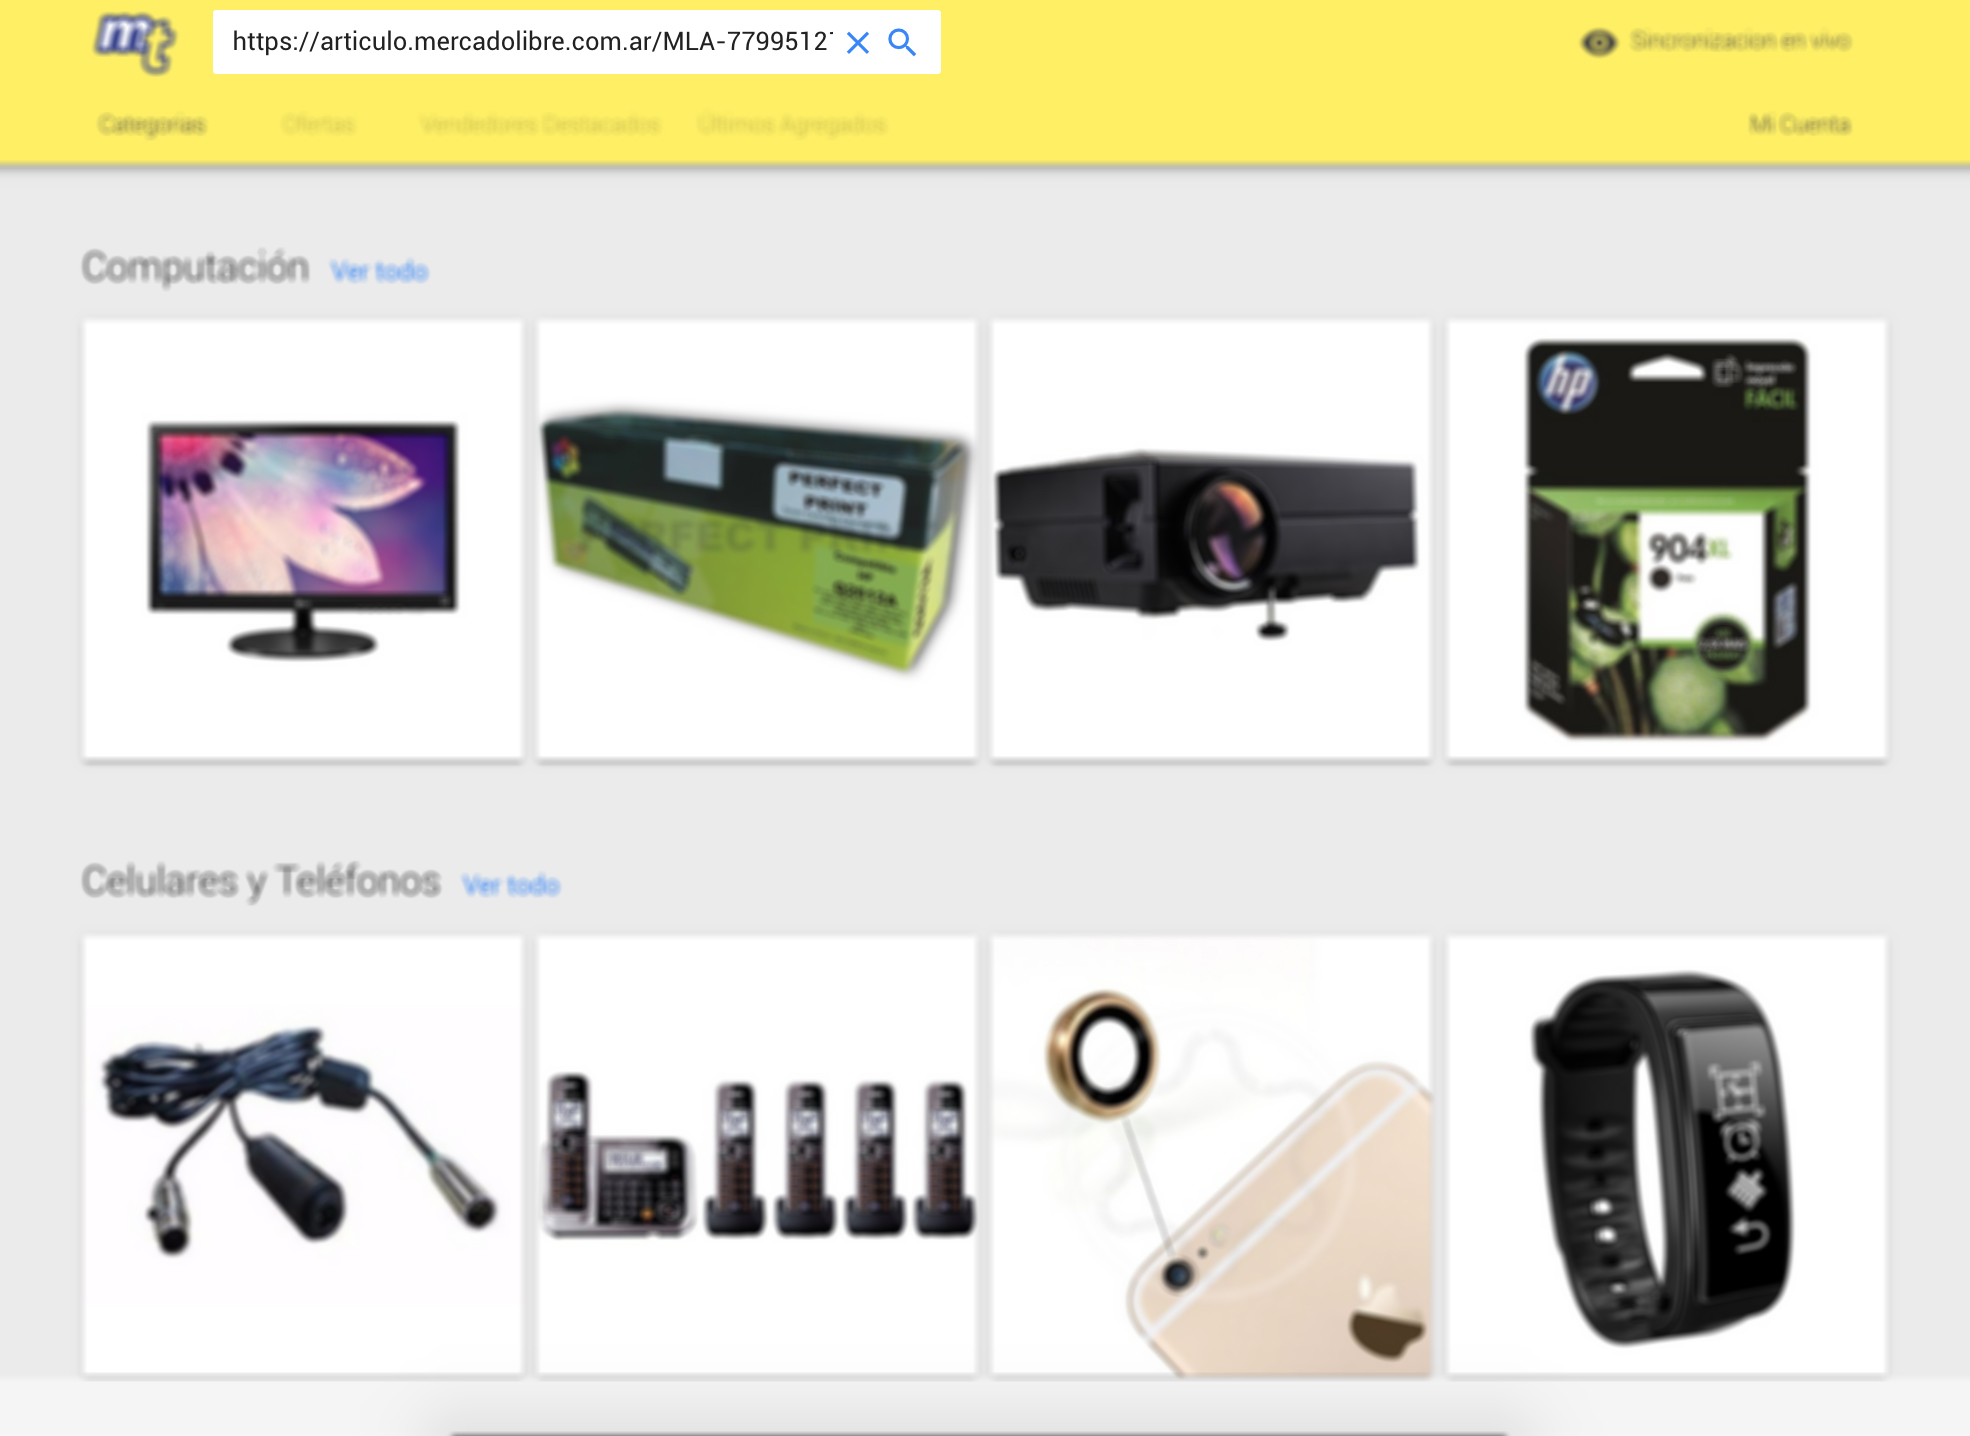 mt
https://articulo.mercadolibre.com.ar/MLA-7799512
Sincronizacion en vivo
Categorias
Ofertas
Vendedores Destacados
Últimos Agregados
Mi Cuenta
Computación
Ver todo
PERFECT
PRINT
hp
FÁCIL
904XL
Celulares y Teléfonos
Ver todo